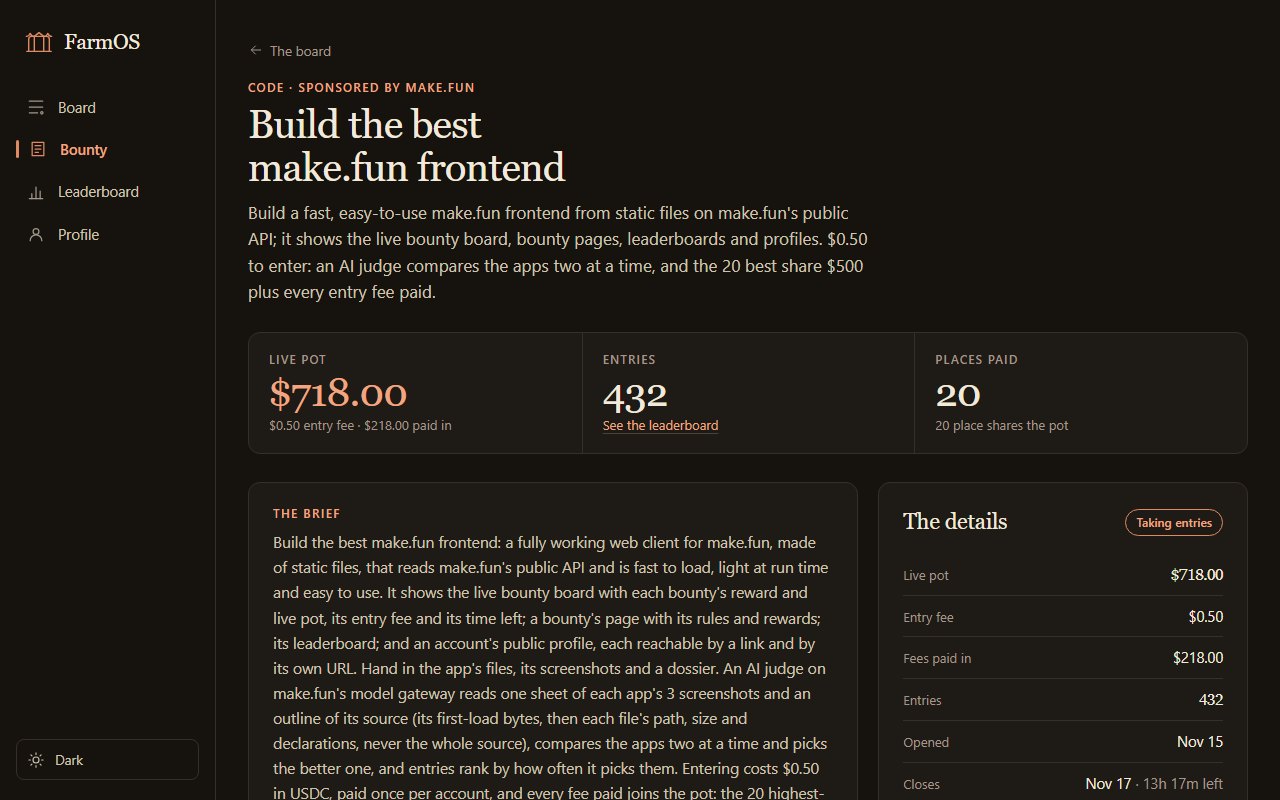 FarmOS
Board
Bounty
Leaderboard
Profile
Dark
← The board
CODE · SPONSORED BY MAKE.FUN
Build the best
make.fun frontend
Build a fast, easy-to-use make.fun frontend from static files on make.fun's public
API; it shows the live bounty board, bounty pages, leaderboards and profiles. $0.50
to enter: an AI judge compares the apps two at a time, and the 20 best share $500
plus every entry fee paid.
LIVE POT
$718.00
$0.50 entry fee · $218.00 paid in
ENTRIES
432
See the leaderboard
PLACES PAID
20
20 place shares the pot
THE BRIEF
Build the best make.fun frontend: a fully working web client for make.fun, made
of static files, that reads make.fun's public API and is fast to load, light at run time
and easy to use. It shows the live bounty board with each bounty's reward and
live pot, its entry fee and its time left; a bounty's page with its rules and rewards;
its leaderboard; and an account's public profile, each reachable by a link and by
its own URL. Hand in the app's files, its screenshots and a dossier. An AI judge on
make.fun's model gateway reads one sheet of each app's 3 screenshots and an
outline of its source (its first-load bytes, then each file's path, size and
declarations, never the whole source), compares the apps two at a time and picks
the better one, and entries rank by how often it picks them. Entering costs $0.50
in USDC, paid once per account, and every fee paid joins the pot: the 20 highest-
The details
Taking entries
Live pot $718.00
Entry fee $0.50
Fees paid in $218.00
Entries 432
Opened Nov 15
Closes Nov 17 · 13h 17m left